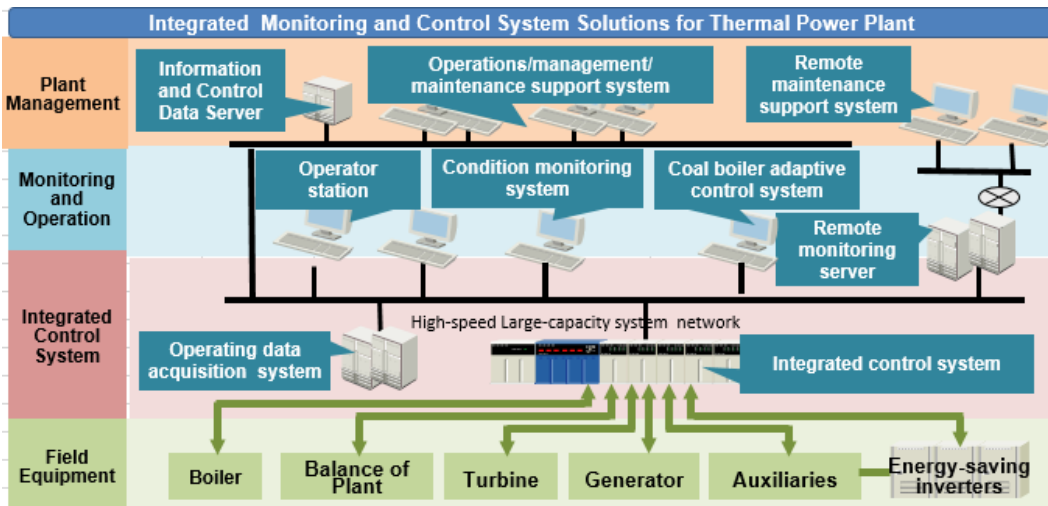 Integrated Monitoring and Control System Solutions for Thermal Power Plant
Plant
Management
Information
and Control
Data Server
Operations/management/
maintenance support system
Remote
maintenance
support system
Monitoring
and
Operation
Operator
station
Condition monitoring
system
Coal boiler adaptive
control system
Remote
monitoring
server
Integrated
Control
System
High-speed Large-capacity system network
Operating data
acquisition system
Integrated control system
Field
Equipment
Boiler
Balance of
Plant
Turbine
Generator
Auxiliaries
Energy-saving
inverters